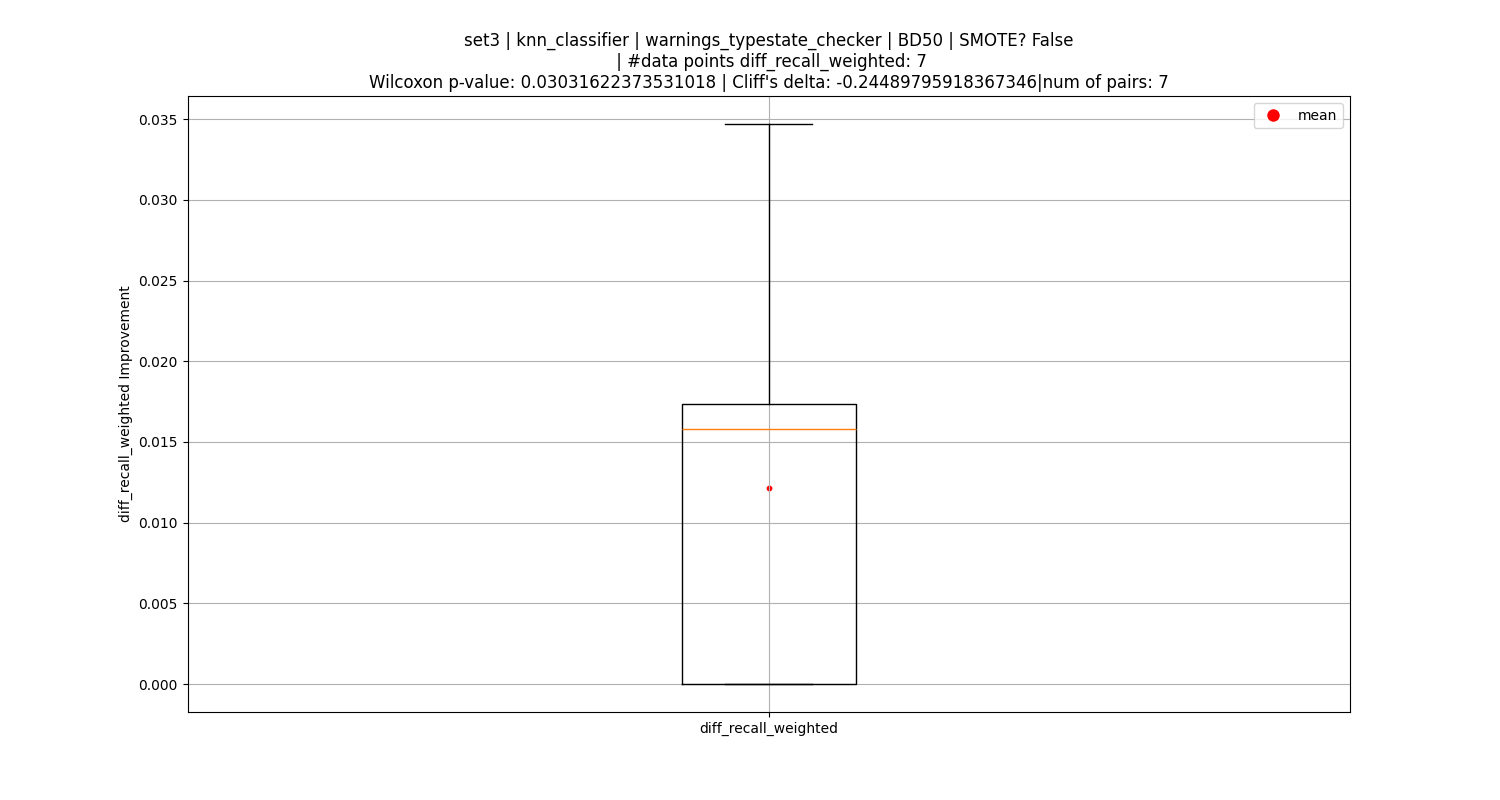 set3 | knn_classifier | warnings_typestate_checker | BD50 | SMOTE? False
| #data points diff_recall_weighted: 7
Wilcoxon p-value: 0.03031622373531018 | Cliff's delta: -0.24489795918367346|num of pairs: 7
mean
0.035
0.030
0.025
0.020
0.015
0.010
0.005
0.000
diff_recall_weighted Improvement
diff_recall_weighted